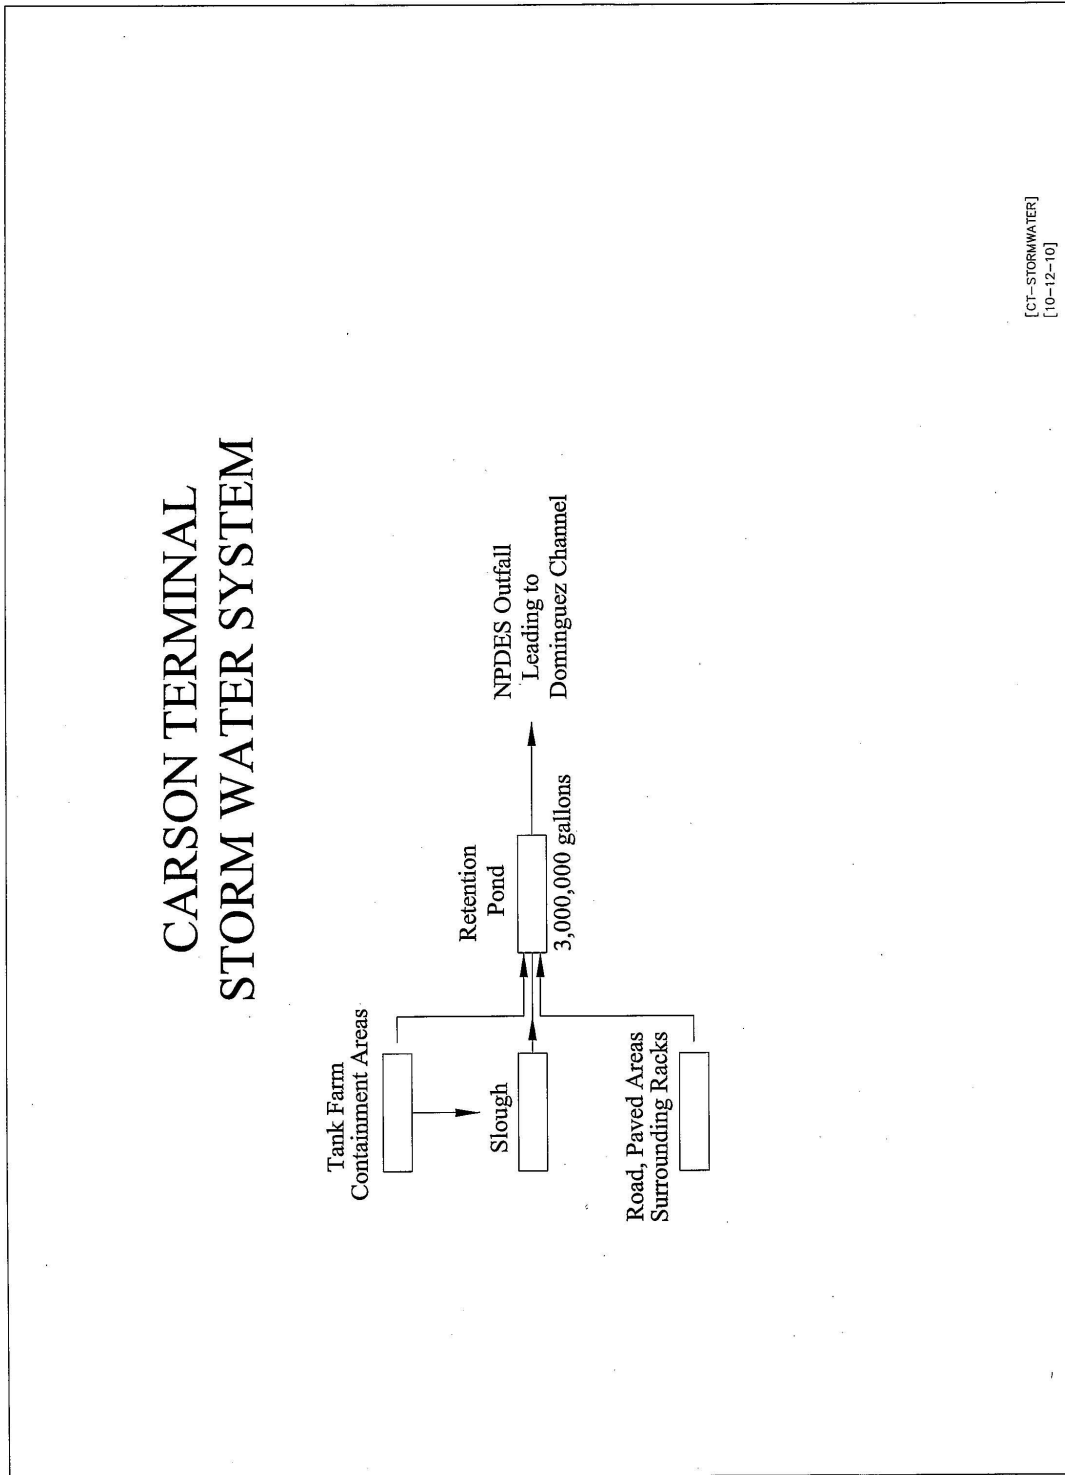 CARSON TERMINAL
STORM WATER SYSTEM
Tank Farm
Containment Areas
Slough
Road, Paved Areas
Surrounding Racks
Retention
Pond
3,000,000 gallons
NPDES Outfall
Leading to
Dominguez Channel
[CT-STORMWATER]
[10-12-10]